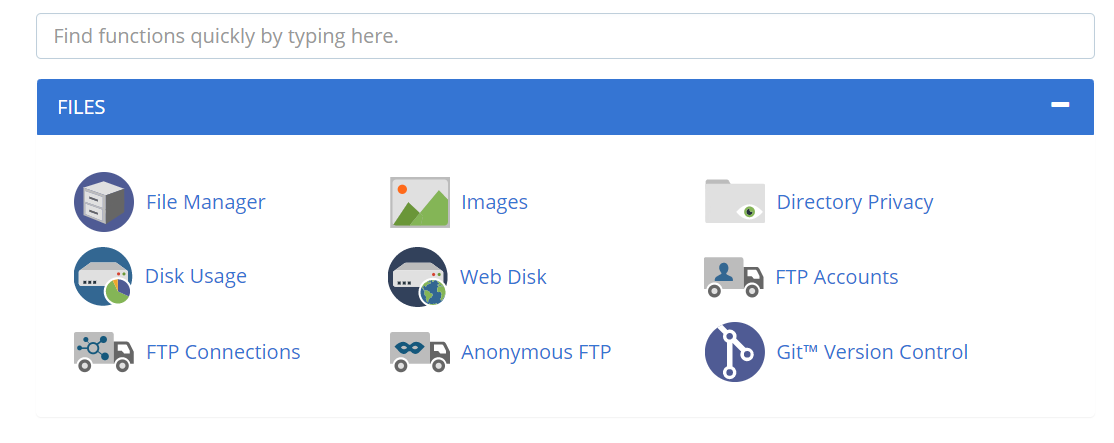 Find functions quickly by typing here.
FILES
File Manager
Images
Directory Privacy
Disk Usage
Web Disk
FTP Accounts
FTP Connections
Anonymous FTP
Git™ Version Control